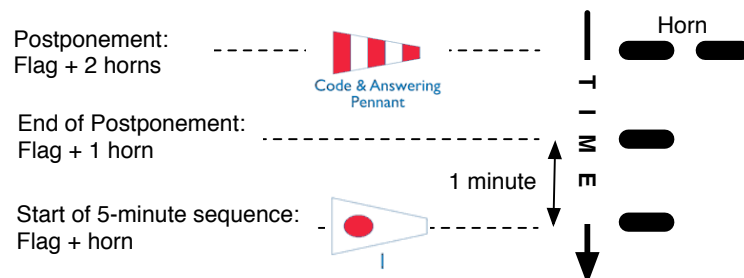 Postponement:
Flag + 2 horns
Code & Answering
Pennant
Horn
End of Postponement:
Flag + 1 horn
TIME
1 minute
Start of 5-minute sequence:
Flag + horn
I